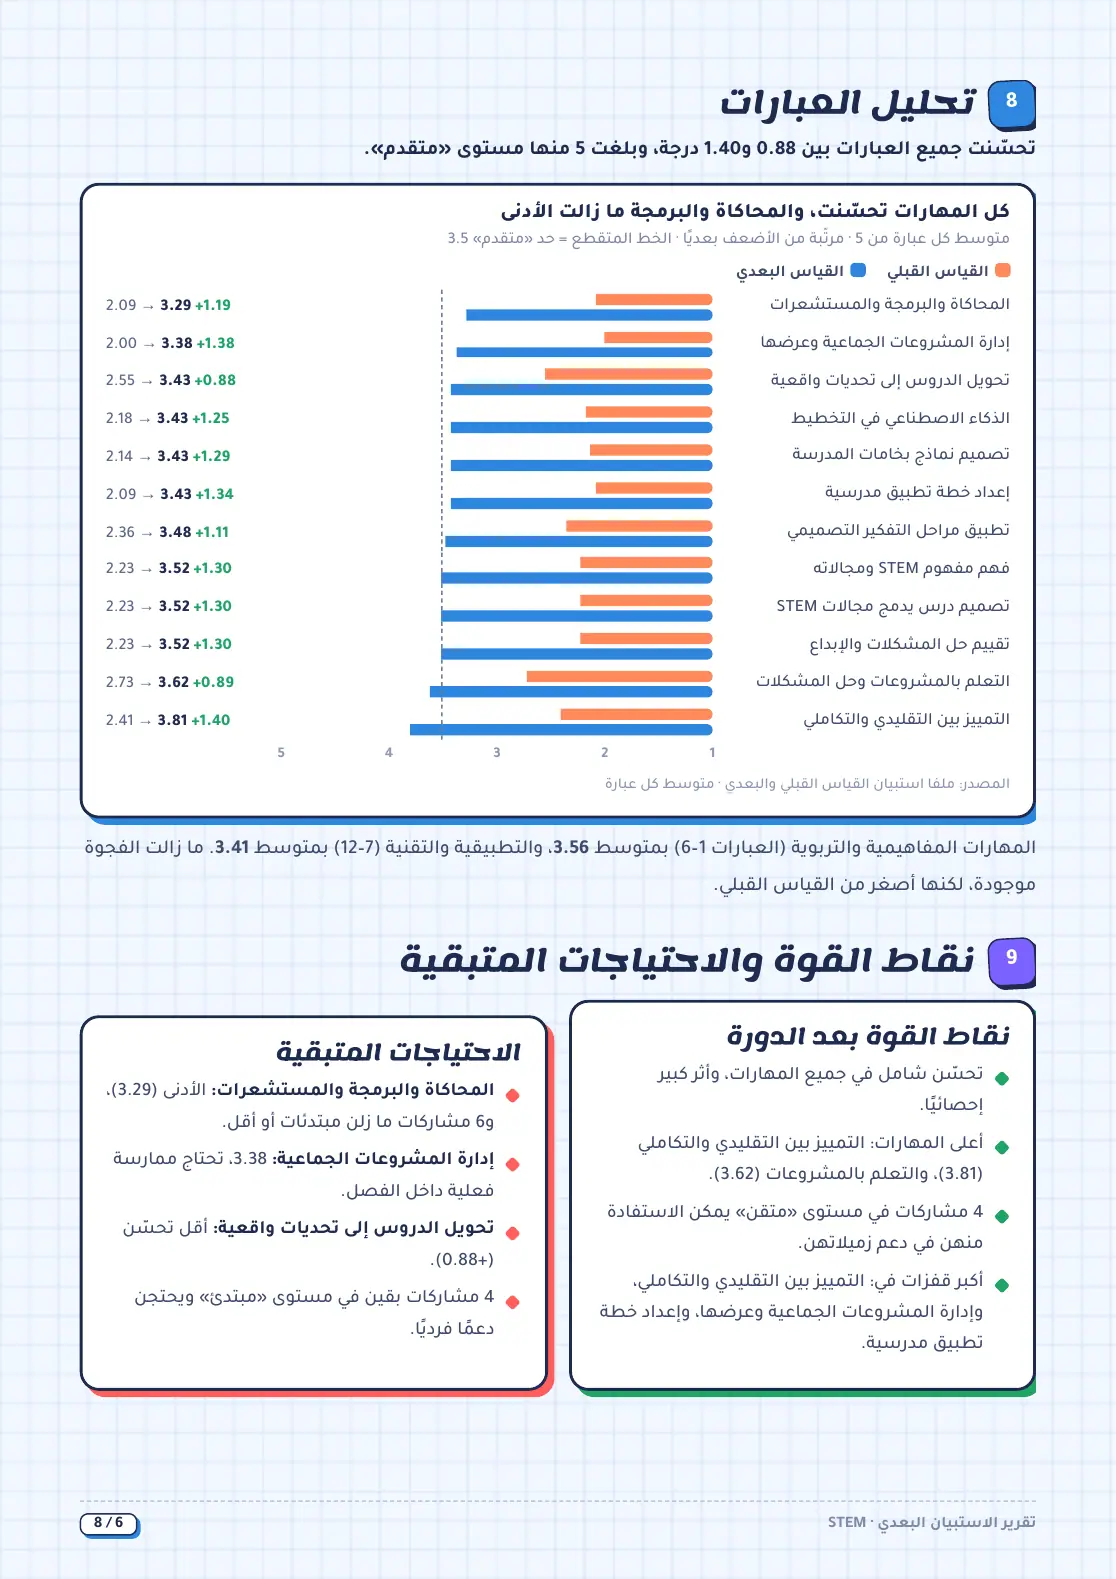 8
تحليل العبارات
تحسّنت جميع العبارات بين 0.88 و1.40 درجة، وبلغت 5 منها مستوى «متقدم».
كل المهارات تحسّنت، والمحاكاة والبرمجة ما زالت الأدنى
متوسط كل عبارة من 5 · مرتّبة من الأضعف بعديًا · الخط المتقطع = حد «متقدم» 3.5
القياس القبلي القياس البعدي
المحاكاة والبرمجة والمستشعرات 2.09 → 3.29 +1.19
إدارة المشروعات الجماعية وعرضها 2.00 → 3.38 +1.38
تحويل الدروس إلى تحديات واقعية 2.55 → 3.43 +0.88
الذكاء الاصطناعي في التخطيط 2.18 → 3.43 +1.25
تصميم نماذج بخامات المدرسة 2.14 → 3.43 +1.29
إعداد خطة تطبيق مدرسية 2.09 → 3.43 +1.34
تطبيق مراحل التفكير التصميمي 2.36 → 3.48 +1.11
فهم مفهوم STEM ومجالاته 2.23 → 3.52 +1.30
تصميم درس يدمج مجالات STEM 2.23 → 3.52 +1.30
تقييم حل المشكلات والإبداع 2.23 → 3.52 +1.30
التعلم بالمشروعات وحل المشكلات 2.73 → 3.62 +0.89
التمييز بين التقليدي والتكاملي 2.41 → 3.81 +1.40
1 2 3 4 5
المصدر: ملفا استبيان القياس القبلي والبعدي · متوسط كل عبارة
المهارات المفاهيمية والتربوية (العبارات 1-6) بمتوسط 3.56، والتطبيقية والتقنية (7-12) بمتوسط 3.41. ما زالت الفجوة
موجودة، لكنها أصغر من القياس القبلي.
9
نقاط القوة والاحتياجات المتبقية
نقاط القوة بعد الدورة
تحسّن شامل في جميع المهارات، وأثر كبير
إحصائيًا.
أعلى المهارات: التمييز بين التقليدي والتكاملي
(3.81)، والتعلم بالمشروعات (3.62).
4 مشاركات في مستوى «متقن» يمكن الاستفادة
منهن في دعم زميلاتهن.
أكبر قفزات في: التمييز بين التقليدي والتكاملي،
وإدارة المشروعات الجماعية وعرضها، وإعداد خطة
تطبيق مدرسية.
الاحتياجات المتبقية
المحاكاة والبرمجة والمستشعرات: الأدنى (3.29)،
و6 مشاركات ما زلن مبتدئات أو أقل.
إدارة المشروعات الجماعية: 3.38، تحتاج ممارسة
فعلية داخل الفصل.
تحويل الدروس إلى تحديات واقعية: أقل تحسّن
(+0.88).
4 مشاركات بقين في مستوى «مبتدئ» ويحتجن
دعمًا فرديًا.
تقرير الاستبيان البعدي · STEM
8 / 6